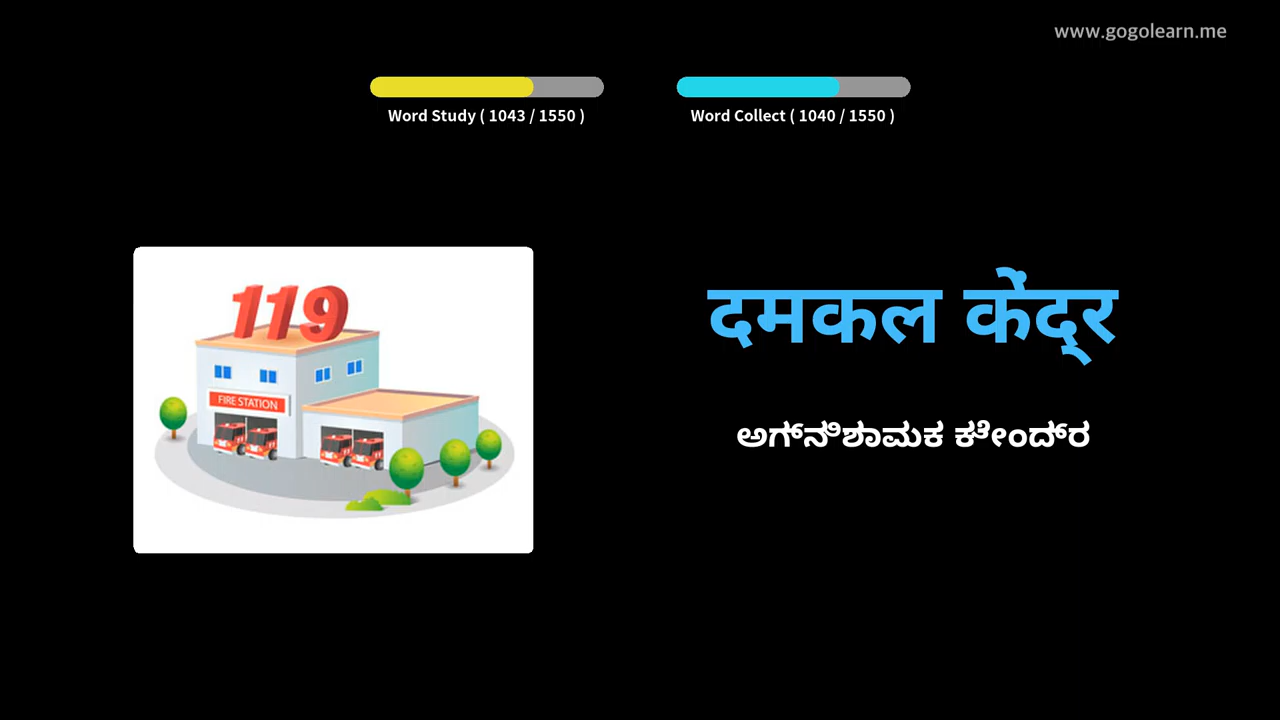 www.gogolearn.me
Word Study ( 1043 / 1550 )
Word Collect ( 1040 / 1550 )
119
FIRE STATION
दमकल केंद्र
ಅಗ್ನಿಶಾಮಕ ಕೇಂದ್ರ